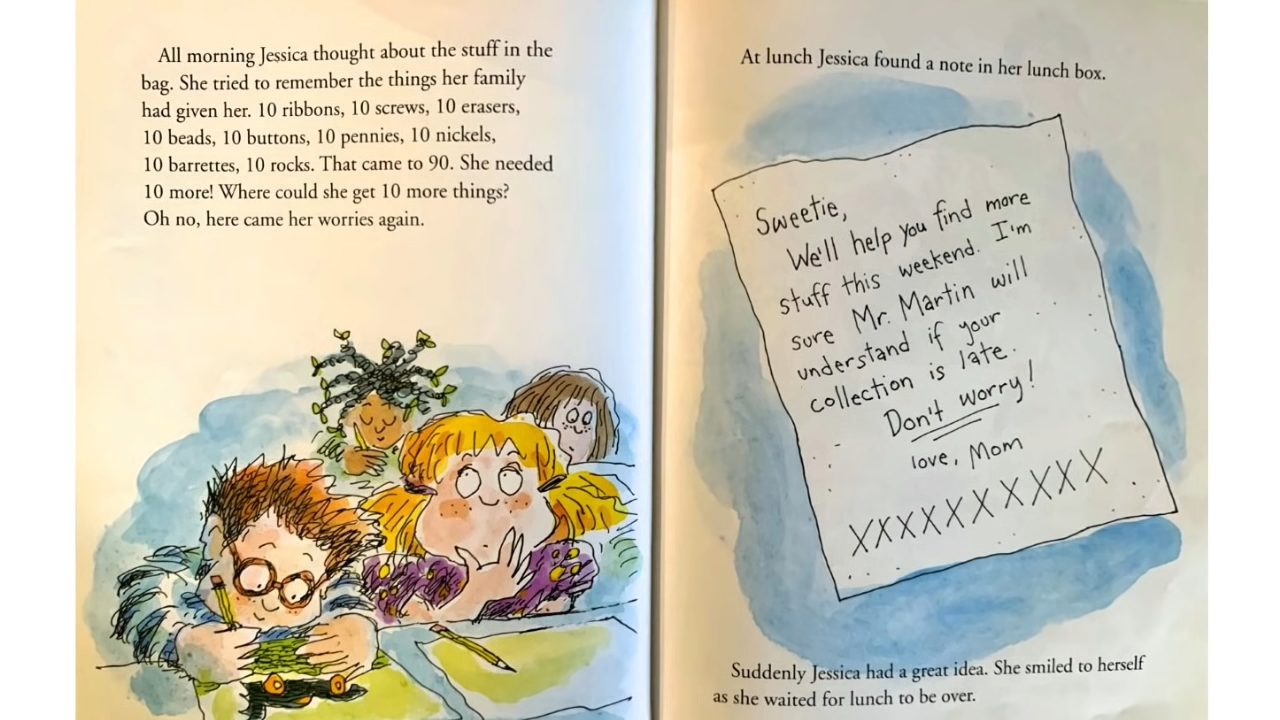 All morning Jessica thought about the stuff in the
bag. She tried to remember the things her family
had given her. 10 ribbons, 10 screws, 10 erasers,
10 beads, 10 buttons, 10 pennies, 10 nickels,
10 barrettes, 10 rocks. That came to 90. She needed
10 more! Where could she get 10 more things?
Oh no, here came her worries again.
At lunch Jessica found a note in her lunch box.
Sweetie,
We'll help you find more
stuff this weekend. I'm
sure Mr. Martin will
understand if your
collection is late.
Don't worry!
love, Mom
XXXXXXXXXX
Suddenly Jessica had a great idea. She smiled to herself
as she waited for lunch to be over.